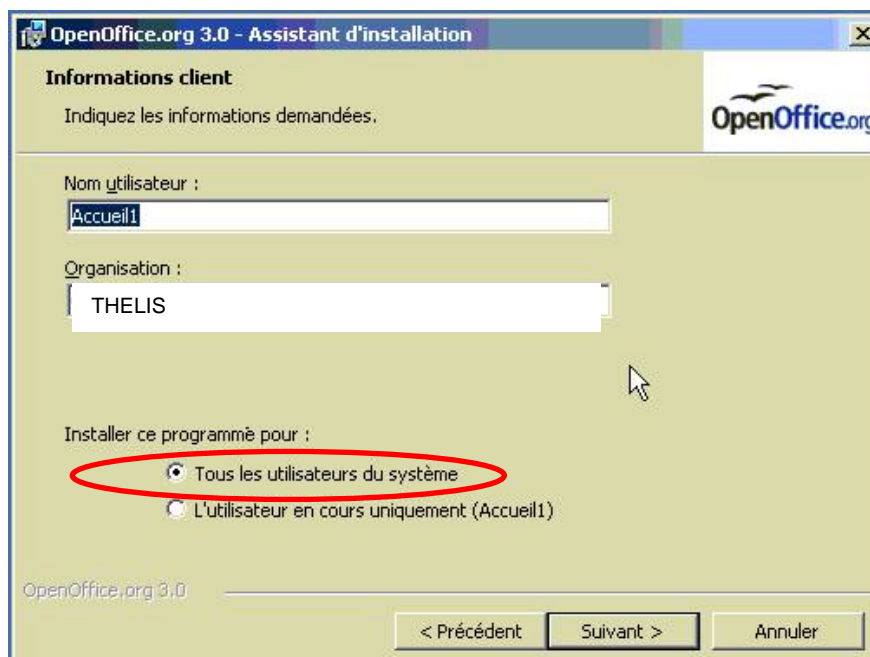 OpenOffice.org 3.0 - Assistant d'installation
Informations client
Indiquez les informations demandées.
OpenOffice.org
Nom utilisateur :
Accueil1
Organisation :
THELIS
Installer ce programme pour :
Tous les utilisateurs du système
L'utilisateur en cours uniquement (Accueil1)
OpenOffice.org 3.0
< Précédent
Suivant >
Annuler